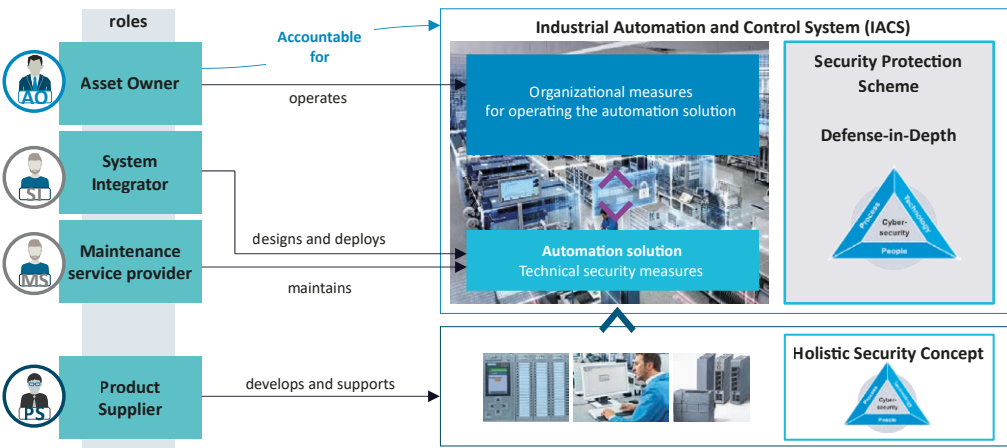 roles
AO
Asset Owner
Accountable
for
operates
SI
System
Integrator
designs and deploys
MS
Maintenance
service provider
maintains
PS
Product
Supplier
develops and supports
Industrial Automation and Control System (IACS)
Organizational measures
for operating the automation solution
Automation solution
Technical security measures
Security Protection
Scheme
Defense-in-Depth
Process
Technology
Cyber-
security
People
Holistic Security Concept
Process
Cyber-
security
People